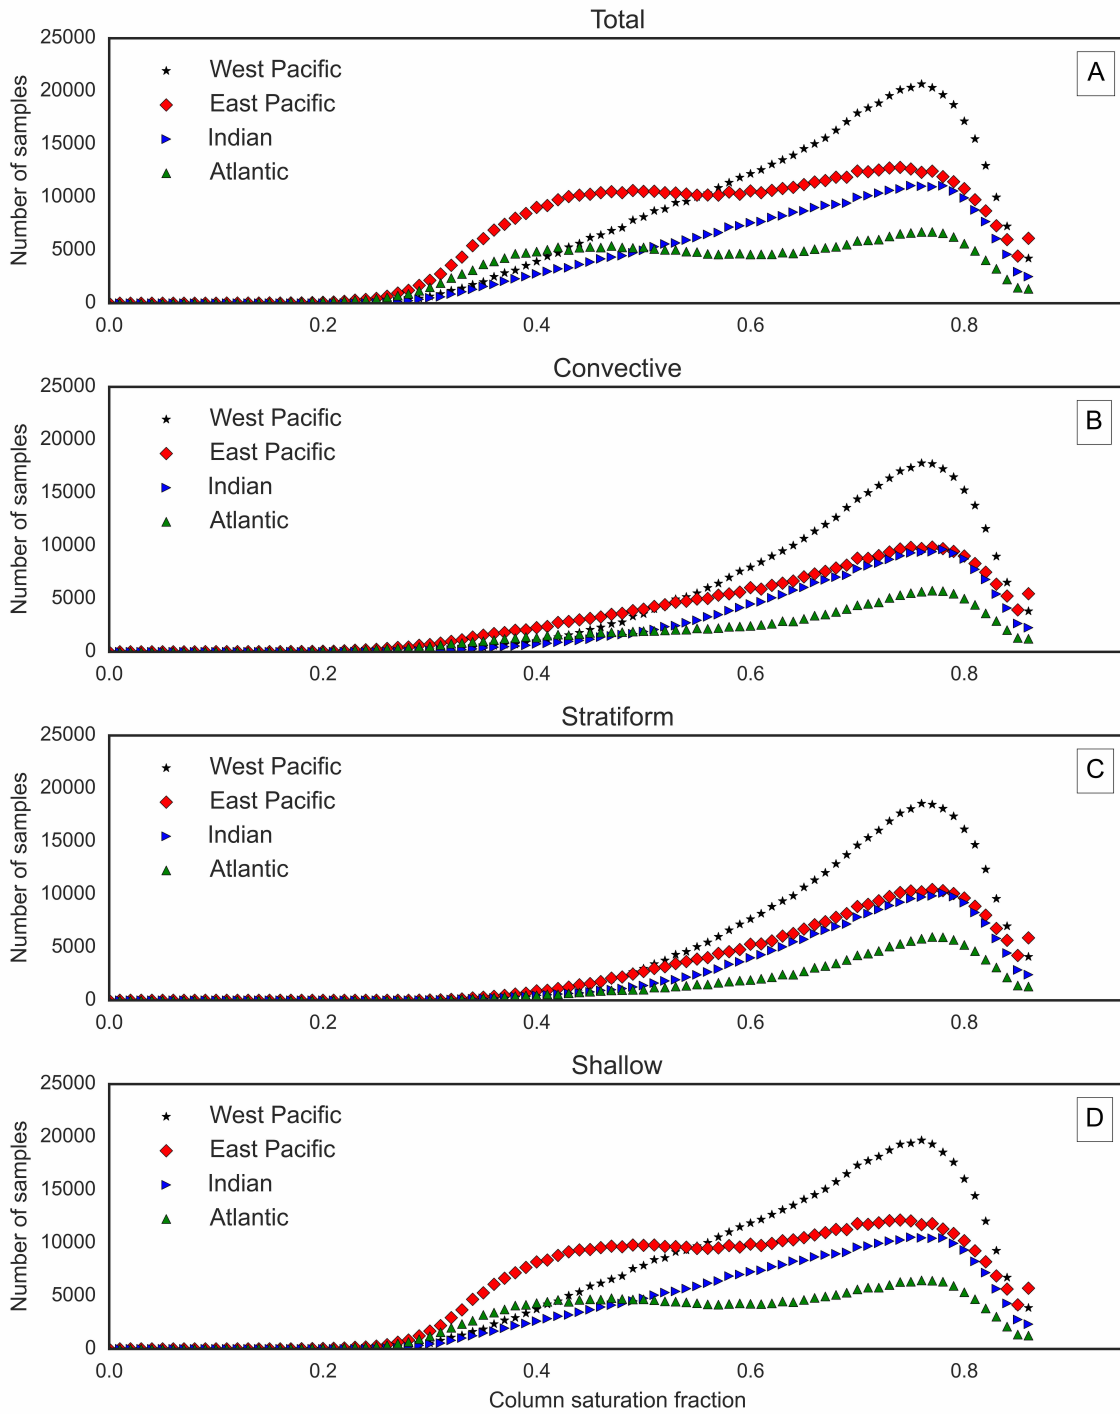 Total
25000
20000
15000
10000
5000
0
Number of samples
West Pacific
East Pacific
Indian
Atlantic
A
0.0 0.2 0.4 0.6 0.8
Convective
25000
20000
15000
10000
5000
0
Number of samples
West Pacific
East Pacific
Indian
Atlantic
B
0.0 0.2 0.4 0.6 0.8
Stratiform
25000
20000
15000
10000
5000
0
Number of samples
West Pacific
East Pacific
Indian
Atlantic
C
0.0 0.2 0.4 0.6 0.8
Shallow
25000
20000
15000
10000
5000
0
Number of samples
West Pacific
East Pacific
Indian
Atlantic
D
0.0 0.2 0.4 0.6 0.8
Column saturation fraction